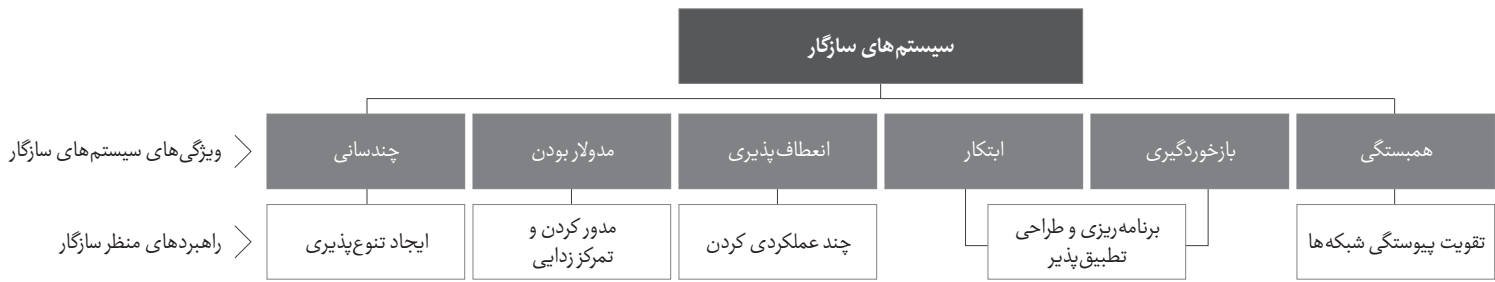 سیستم‌های سازگار
همبستگی
بازخوردگیری
ابتکار
انعطاف‌پذیری
مدولار بودن
چندسانی
ویژگی‌های سیستم‌های سازگار
تقویت پیوستگی شبکه‌ها
برنامه‌ریزی و طراحی
تطبیق‌پذیر
چند عملکردی کردن
مدور کردن و
تمرکز زدایی
ایجاد تنوع‌پذیری
راهبردهای منظر سازگار